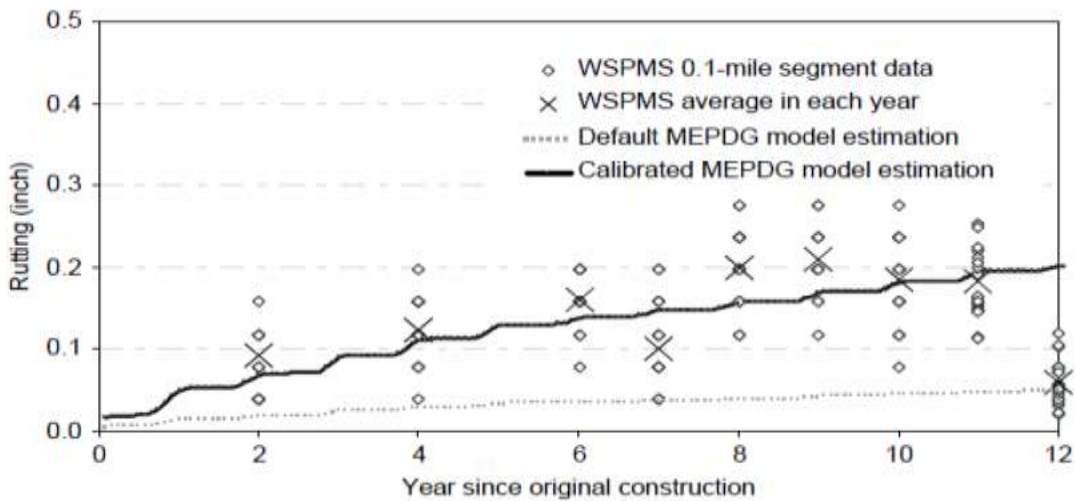 0.5
0.4
0.3
0.2
0.1
0.0
Rutting (inch)
WSPMS 0.1-mile segment data
WSPMS average in each year
Default MEPDG model estimation
Calibrated MEPDG model estimation
0 2 4 6 8 10 12
Year since original construction